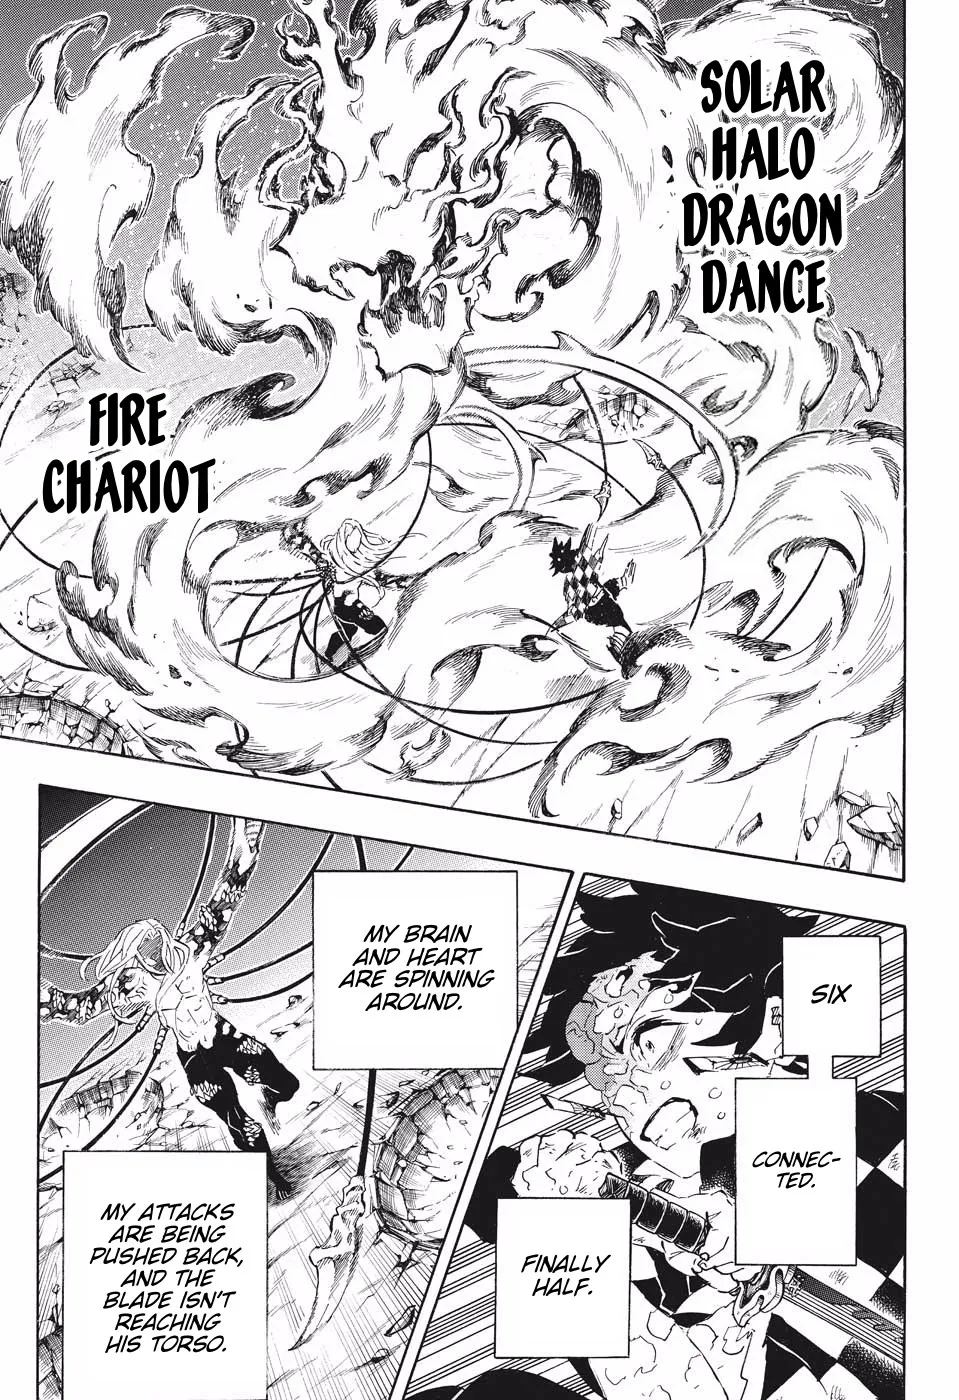 SOLAR
HALO
DRAGON
DANCE
FIRE
CHARIOT
SIX
CONNEC-
TED.
FINALLY
HALF.
MY BRAIN
AND HEART
ARE SPINNING
AROUND.
MY ATTACKS
ARE BEING
PUSHED BACK,
AND THE
BLADE ISN'T
REACHING
HIS TORSO.